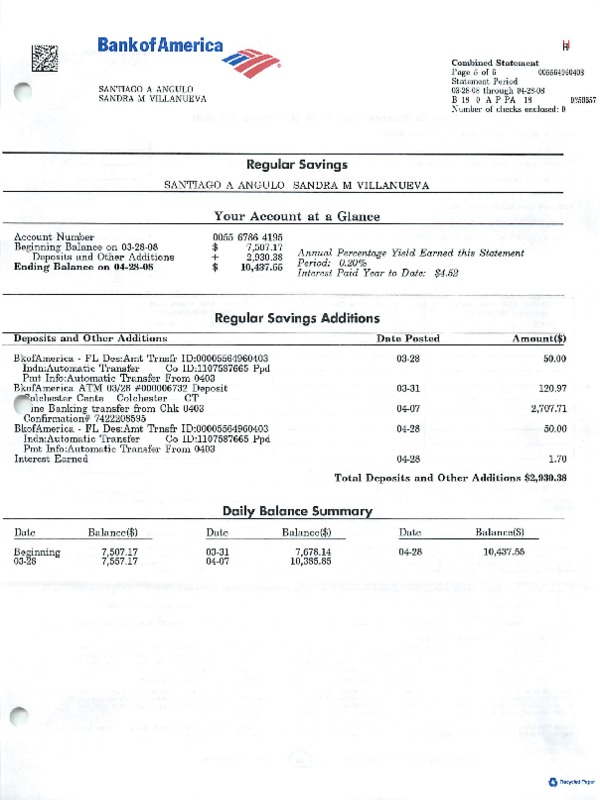 Bank of America
H
Combined Statement
Page 5 of 6 005564960403
Statement Period
03-28-08 through 04-28-08
B 18 0 A P PA 18 0250657
Number of checks enclosed: 0
SANTIAGO A ANGULO
SANDRA M VILLANUEVA
Regular Savings
SANTIAGO A ANGULO SANDRA M VILLANUEVA
Your Account at a Glance
Account Number 0055 6786 4195
Beginning Balance on 03-28-08 $ 7,507.17
Deposits and Other Additions + 2,930.38
Ending Balance on 04-28-08 $ 10,437.55
Annual Percentage Yield Earned this Statement
Period: 0.20%
Interest Paid Year to Date: $4.52
Regular Savings Additions
Deposits and Other Additions Date Posted Amount($)
BkofAmerica - FL Des:Amt Trnsfr ID:00005564960403 03-28 50.00
Indn:Automatic Transfer Co ID:1107587665 Ppd
Pmt Info:Automatic Transfer From 0403
BkofAmerica ATM 03/28 #000006732 Deposit 03-31 120.97
olchester Cente Colchester CT
ine Banking transfer from Chk 0403 04-07 2,707.71
Confirmation# 7422208595
BkofAmerica - FL Des:Amt Trnsfr ID:00005564960403 04-28 50.00
Indn:Automatic Transfer Co ID:1107587665 Ppd
Pmt Info:Automatic Transfer From 0403
Interest Earned 04-28 1.70
Total Deposits and Other Additions $2,930.38
Daily Balance Summary
Date Balance($) Date Balance($) Date Balance($)
Beginning 7,507.17 03-31 7,678.14 04-28 10,437.55
03-28 7,557.17 04-07 10,385.85
Recycled Paper